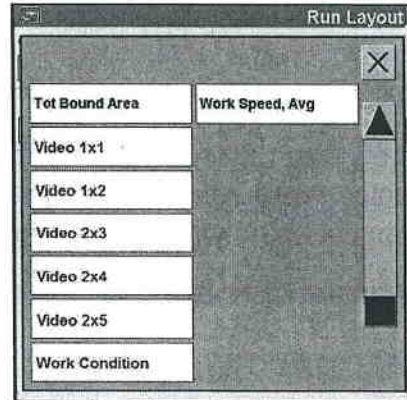 Run Layout
Tot Bound Area
Work Speed, Avg
Video 1x1
Video 1x2
Video 2x3
Video 2x4
Video 2x5
Work Condition